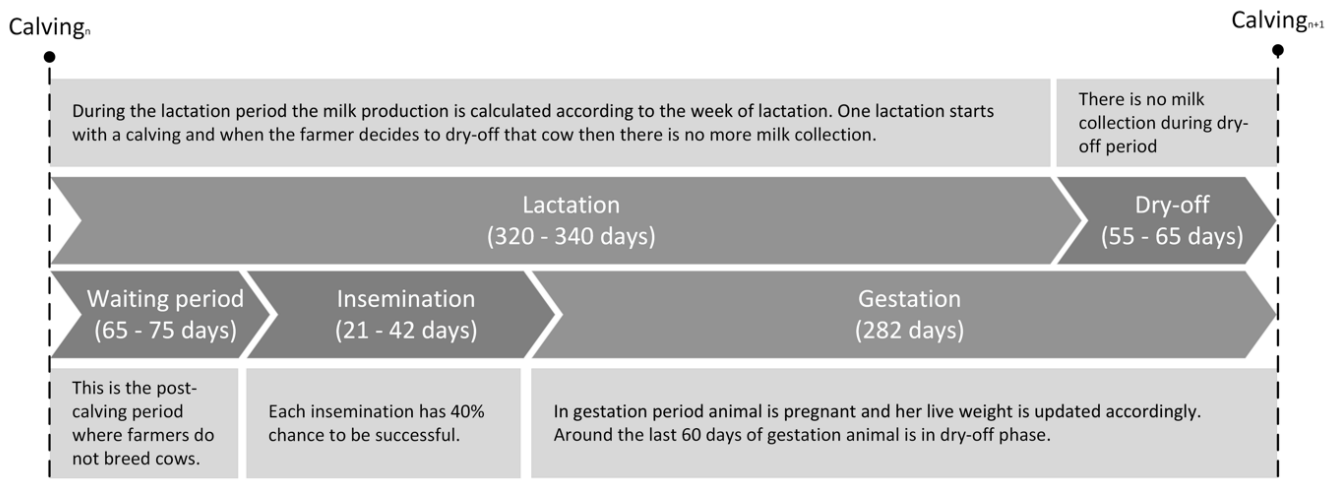 Calvingn
Calvingn+1
During the lactation period the milk production is calculated according to the week of lactation. One lactation starts
with a calving and when the farmer decides to dry-off that cow then there is no more milk collection.
There is no milk
collection during dry-
off period
Lactation
(320 - 340 days)
Dry-off
(55 - 65 days)
Waiting period
(65 - 75 days)
Insemination
(21 - 42 days)
Gestation
(282 days)
This is the post-
calving period
where farmers do
not breed cows.
Each insemination has 40%
chance to be successful.
In gestation period animal is pregnant and her live weight is updated accordingly.
Around the last 60 days of gestation animal is in dry-off phase.